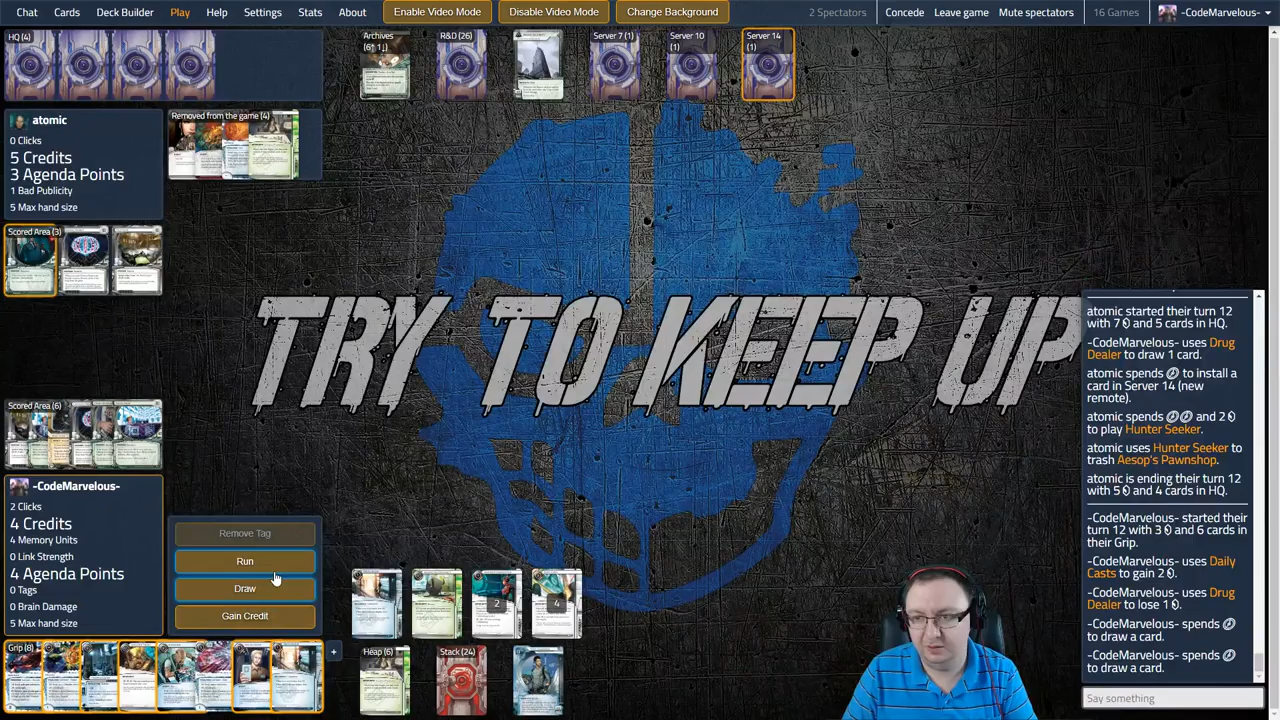 Chat
Cards
Deck Builder
Play
Help
Settings
Stats
About
Enable Video Mode
Disable Video Mode
Change Background
2 Spectators
Concede
Leave Game
Mute spectators
16 Games
-CodeMarvelous-
HQ (4)
Archives
(6↑ 1↓)
R&D (26)
Server 7 (1)
Server 10
(1)
Server 14
(1)
atomic
3 Clicks
5 Credits
3 Agenda Points
1 Bad Publicity
5 Max hand size
Removed from the game (4)
Scored Area (3)
TRY TO KEEP UP
Scored Area (6)
-CodeMarvelous-
2 Clicks
4 Credits
4 Memory Units
0 Link Strength
4 Agenda Points
0 Tags
0 Brain Damage
5 Max hand size
Remove Tag
Run
Draw
Gain Credit
2
4
Grip (8)
+
Heap (6)
Stack (24)
atomic started their turn 12
with 7 and 5 cards in HQ.
-CodeMarvelous- uses Drug
Dealer to draw 1 card.
atomic spends to install a
card in Server 14 (new
remote).
atomic spends and 2
to play Hunter Seeker.
atomic uses Hunter Seeker to
trash Aesop's Pawnshop.
atomic is ending their turn 12
with 5 and 4 cards in HQ.
-CodeMarvelous- started their
turn 12 with 3 and 6 cards in
their Grip.
-CodeMarvelous- uses Daily
Casts to gain 2.
-CodeMarvelous- uses Drug
Dealer to lose 1
-CodeMarvelous- spends
to draw a card.
-CodeMarvelous- spends
to draw a card.
Say something